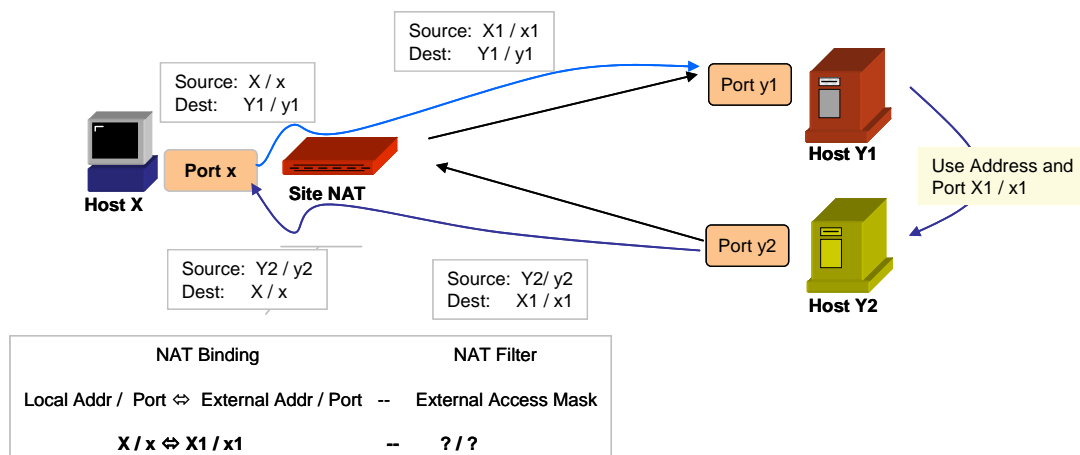 Source: X1 / x1
Dest: Y1 / y1
Source: X / x
Dest: Y1 / y1
Port y1
Host Y1
Use Address and
Port X1 / x1
Port x
Host X
Site NAT
Port y2
Host Y2
Source: Y2 / y2
Dest: X / x
Source: Y2/ y2
Dest: X1 / x1
NAT Binding NAT Filter
Local Addr / Port ⇔ External Addr / Port -- External Access Mask
X / x ⇔ X1 / x1 -- ? / ?